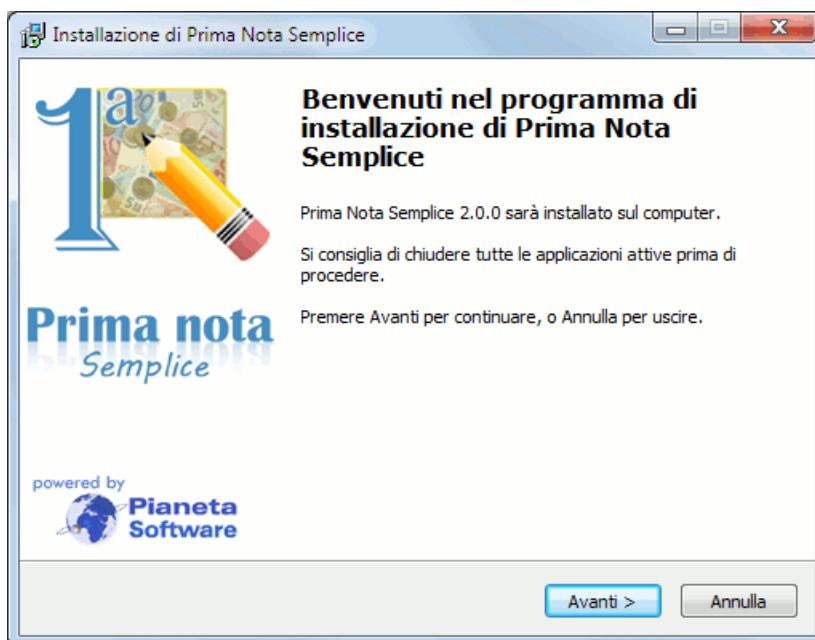 Installazione di Prima Nota Semplice
1a
Benvenuti nel programma di
installazione di Prima Nota
Semplice
Prima Nota Semplice 2.0.0 sarà installato sul computer.
Si consiglia di chiudere tutte le applicazioni attive prima di
procedere.
Premere Avanti per continuare, o Annulla per uscire.
Prima nota
Semplice
powered by
Pianeta
Software
Avanti >
Annulla